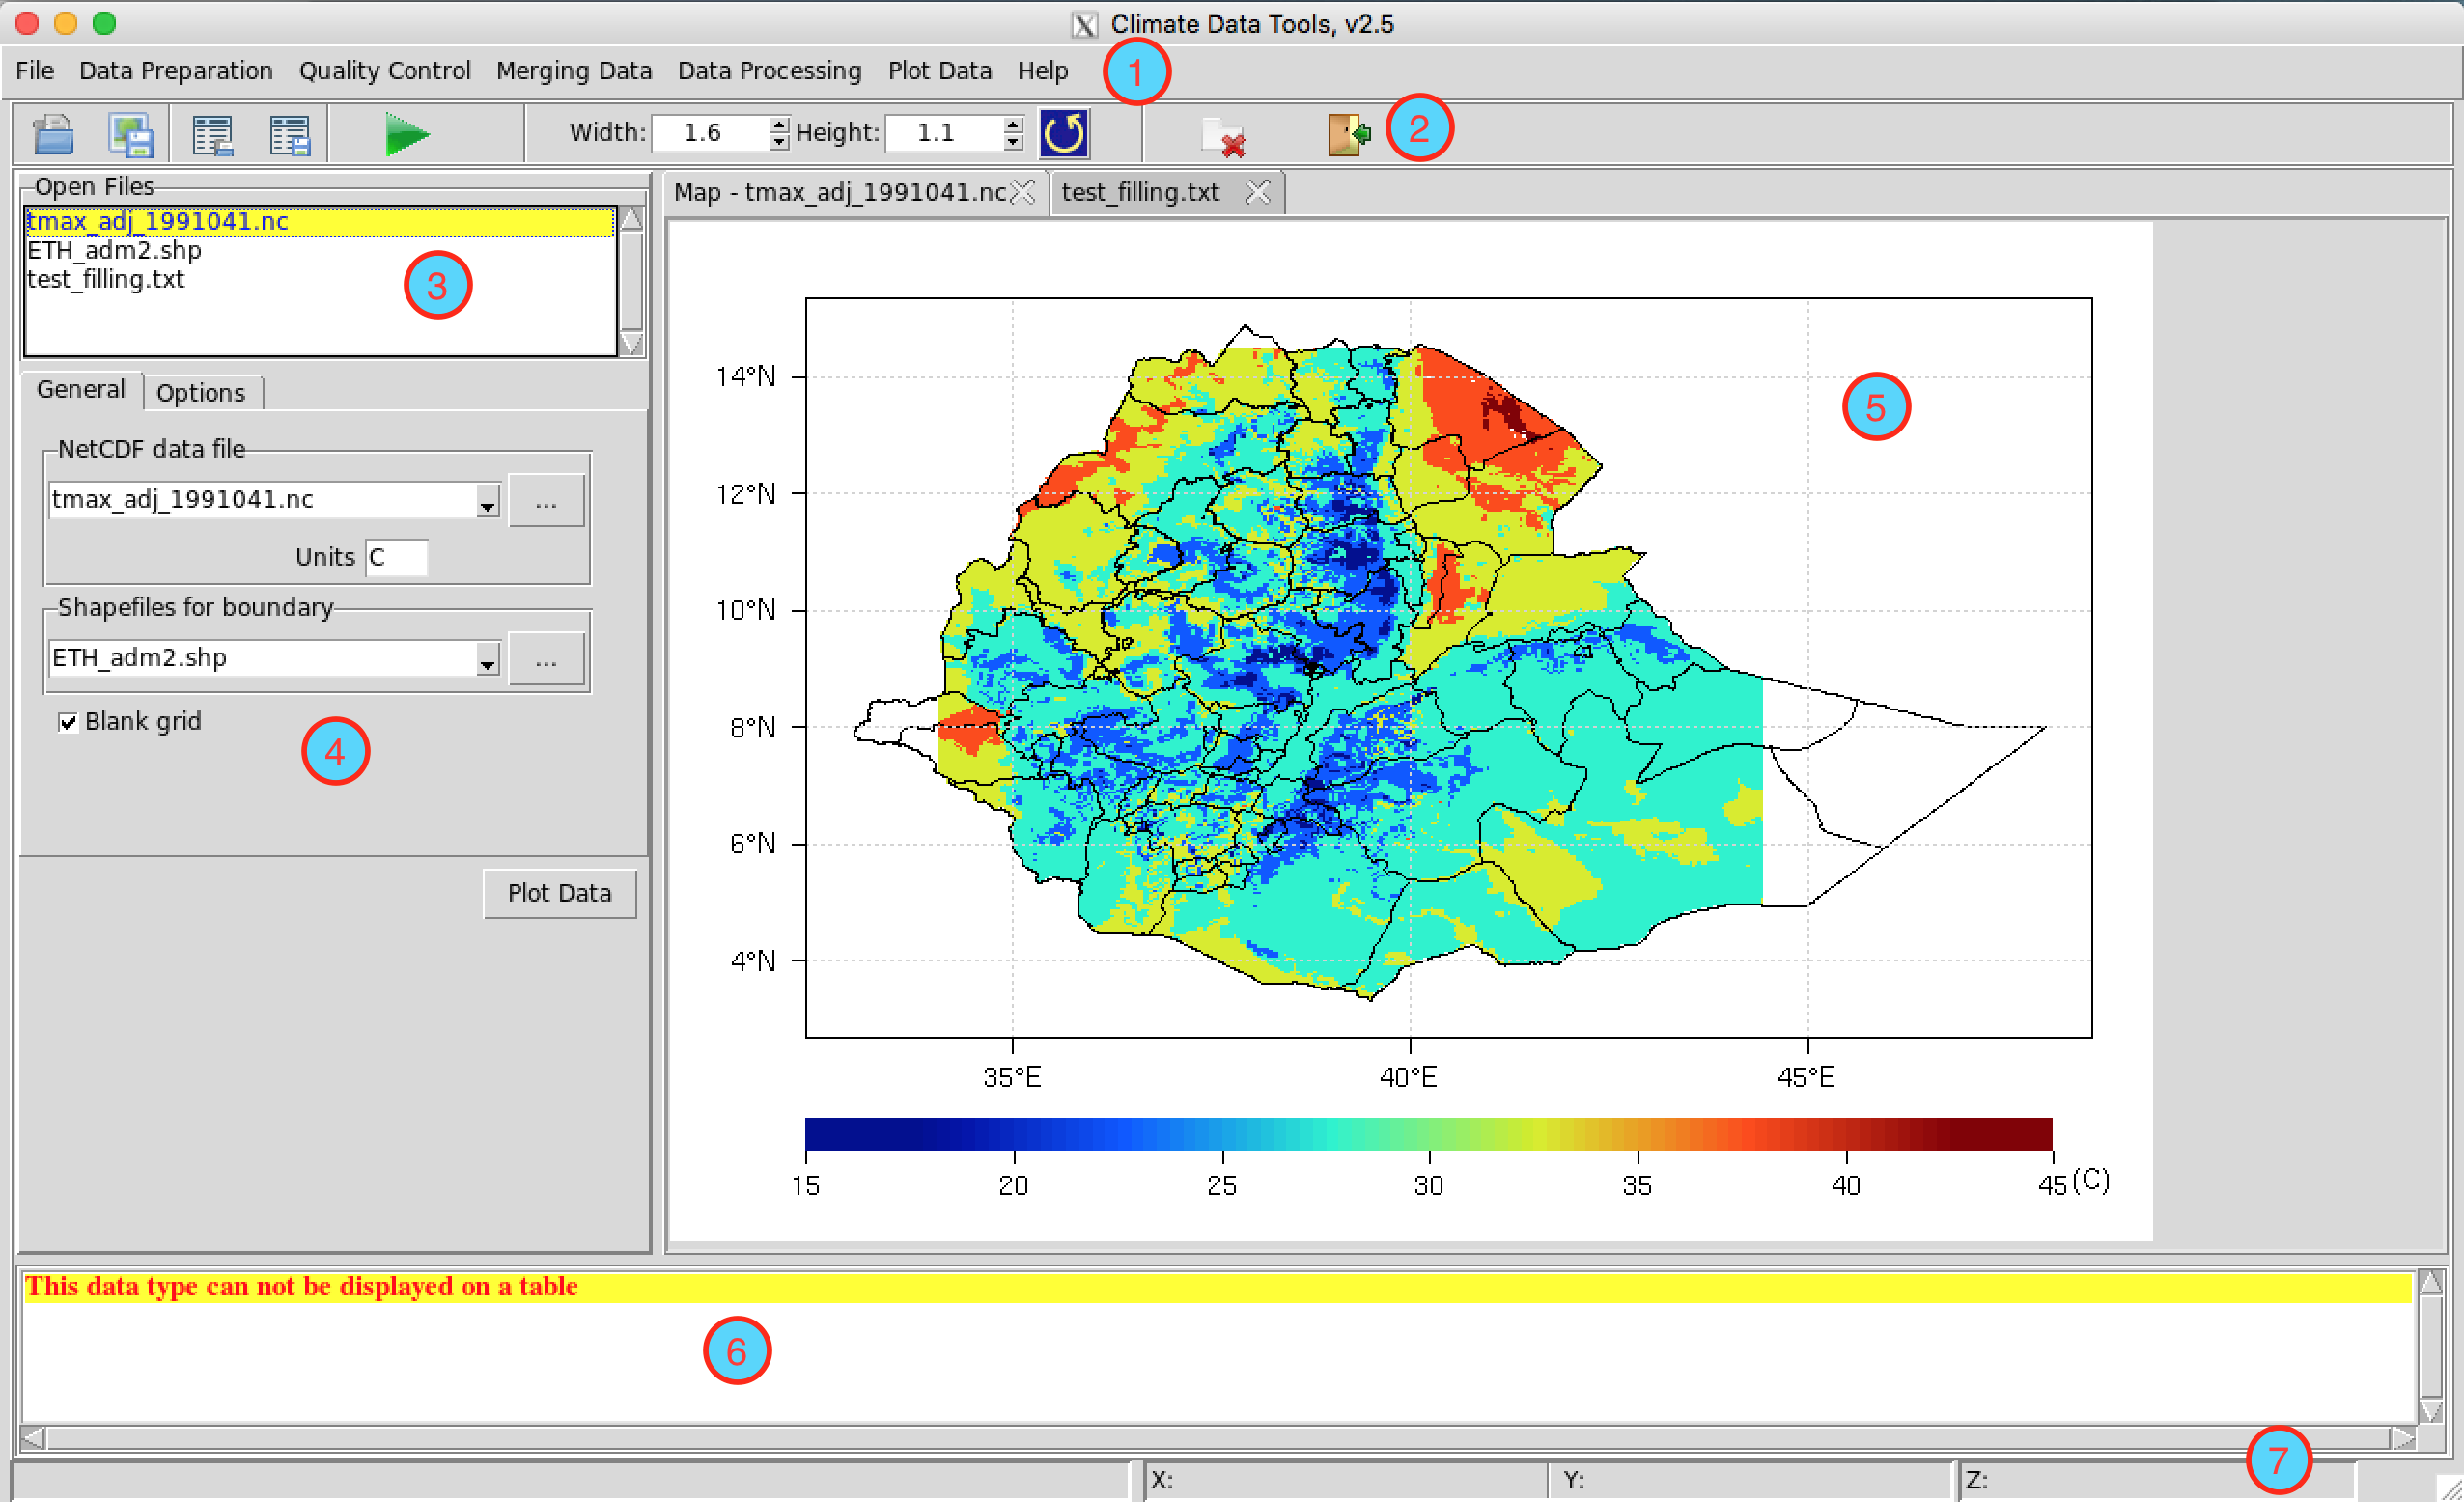 Climate Data Tools, v2.5
File Data Preparation Quality Control Merging Data Data Processing Plot Data Help 1
Width: 1.6 Height: 1.1 2
Open Files
tmax_adj_1991041.nc
ETH_adm2.shp
test_filling.txt
3
General Options
NetCDF data file
tmax_adj_1991041.nc ...
Units C
Shapefiles for boundary
ETH_adm2.shp ...
Blank grid
4
Plot Data
Map - tmax_adj_1991041.nc test_filling.txt
5
14°N
12°N
10°N
8°N
6°N
4°N
35°E 40°E 45°E
15 20 25 30 35 40 45 (C)
This data type can not be displayed on a table
6
7
X: Y: Z: